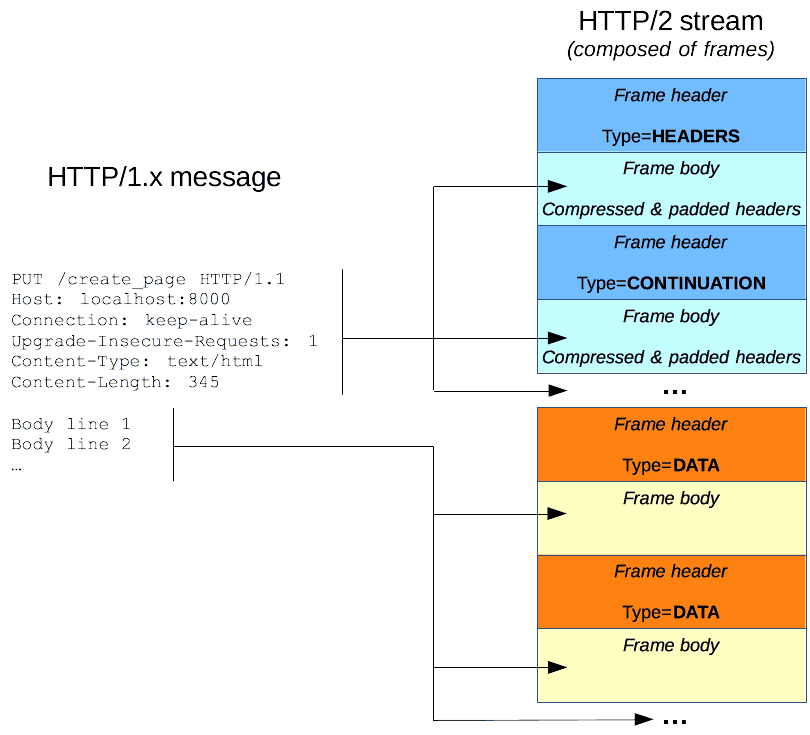 HTTP/2 stream
(composed of frames)
HTTP/1.x message
PUT /create_page HTTP/1.1
Host: localhost:8000
Connection: keep-alive
Upgrade-Insecure-Requests: 1
Content-Type: text/html
Content-Length: 345
Body line 1
Body line 2
…
Frame header
Type=HEADERS
Frame body
Compressed & padded headers
Frame header
Type=CONTINUATION
Frame body
Compressed & padded headers
...
Frame header
Type=DATA
Frame body
Frame header
Type=DATA
Frame body
...